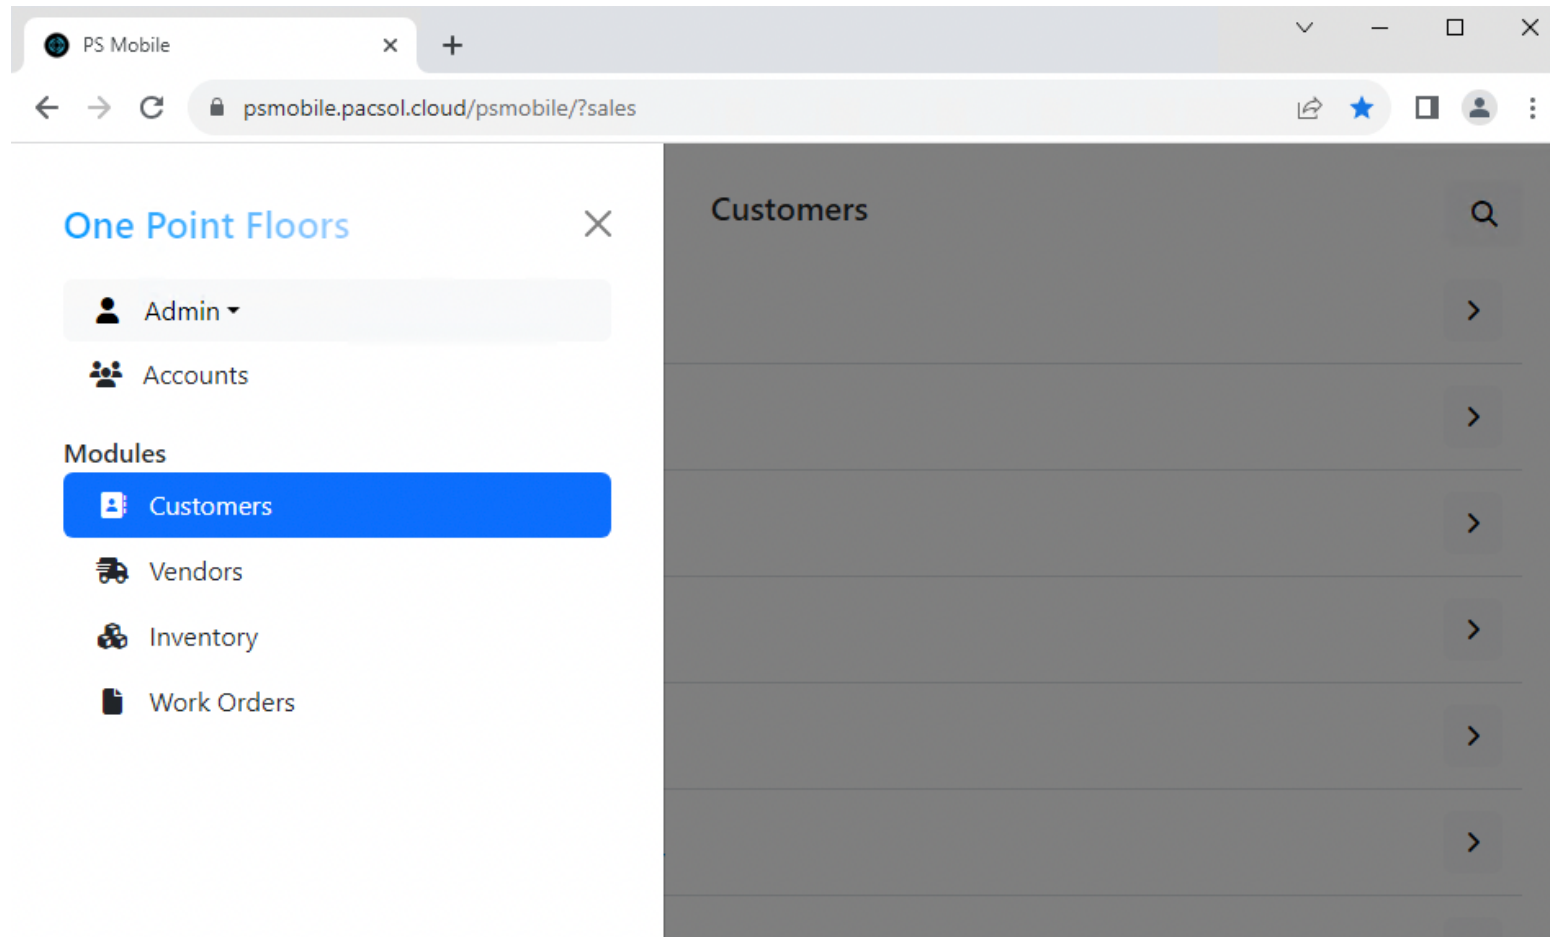 PS Mobile
psmobile.pacsol.cloud/psmobile/?sales
One Point Floors
Customers
Admin
Accounts
Modules
Customers
Vendors
Inventory
Work Orders